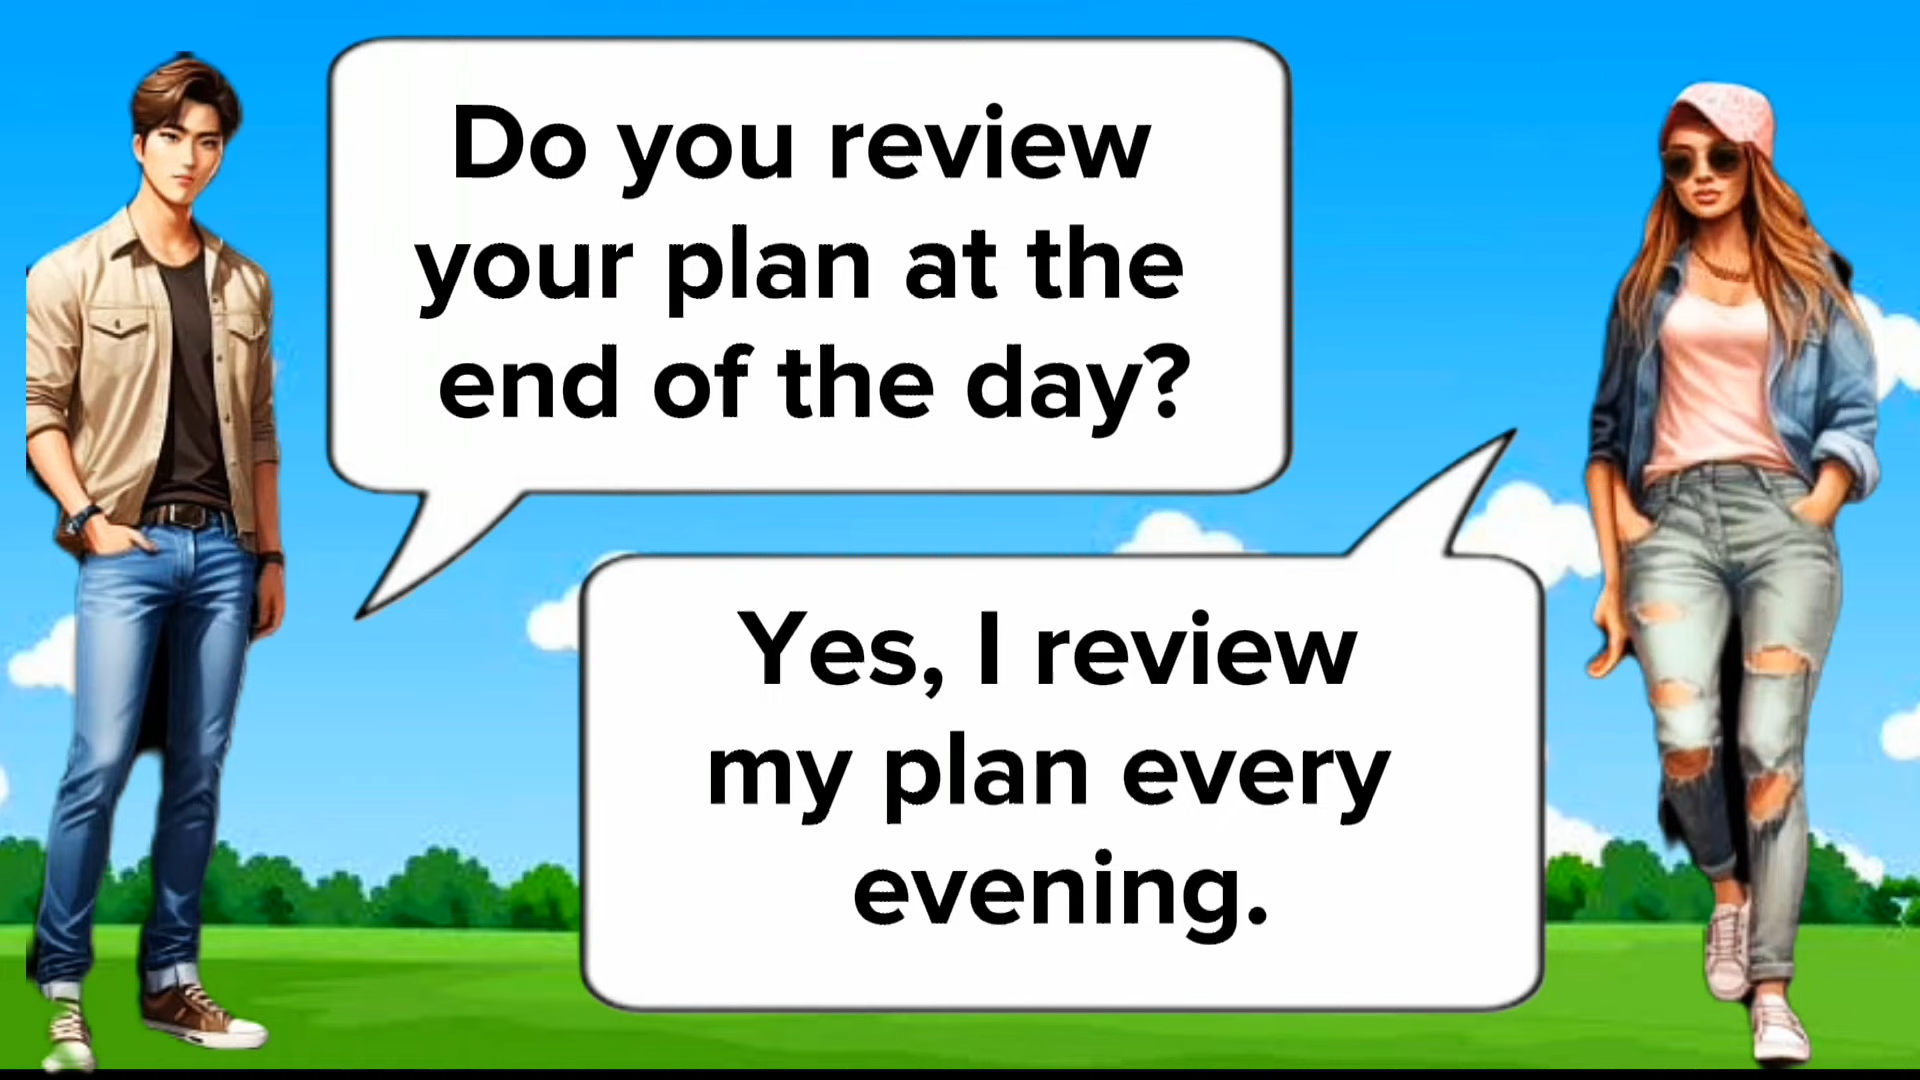 Do you review
your plan at the
end of the day?
Yes, I review
my plan every
evening.